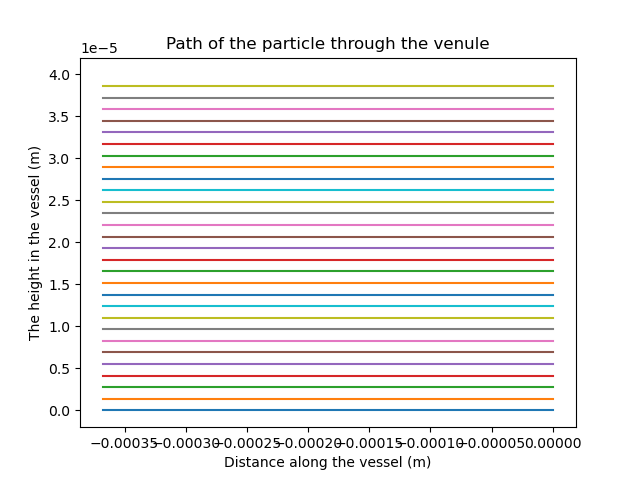 Path of the particle through the venule
1e−5
4.0
3.5
3.0
2.5
2.0
1.5
1.0
0.5
0.0
The height in the vessel (m)
−0.00035−0.00030−0.00025−0.00020−0.00015−0.00010−0.00005 0.00000
Distance along the vessel (m)